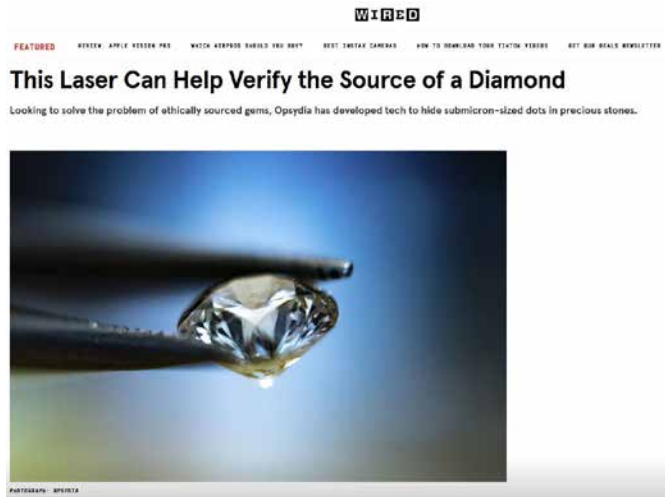 WIRED
FEATURED REVIEW: APPLE VISION PRO WHICH AIRPODS SHOULD YOU BUY? BEST INSTAX CAMERAS HOW TO DOWNLOAD YOUR TIKTOK VIDEOS GET OUR DEALS NEWSLETTER
This Laser Can Help Verify the Source of a Diamond
Looking to solve the problem of ethically sourced gems, Opsydia has developed tech to hide submicron-sized dots in precious stones.
PHOTOGRAPH: OPSYDIA